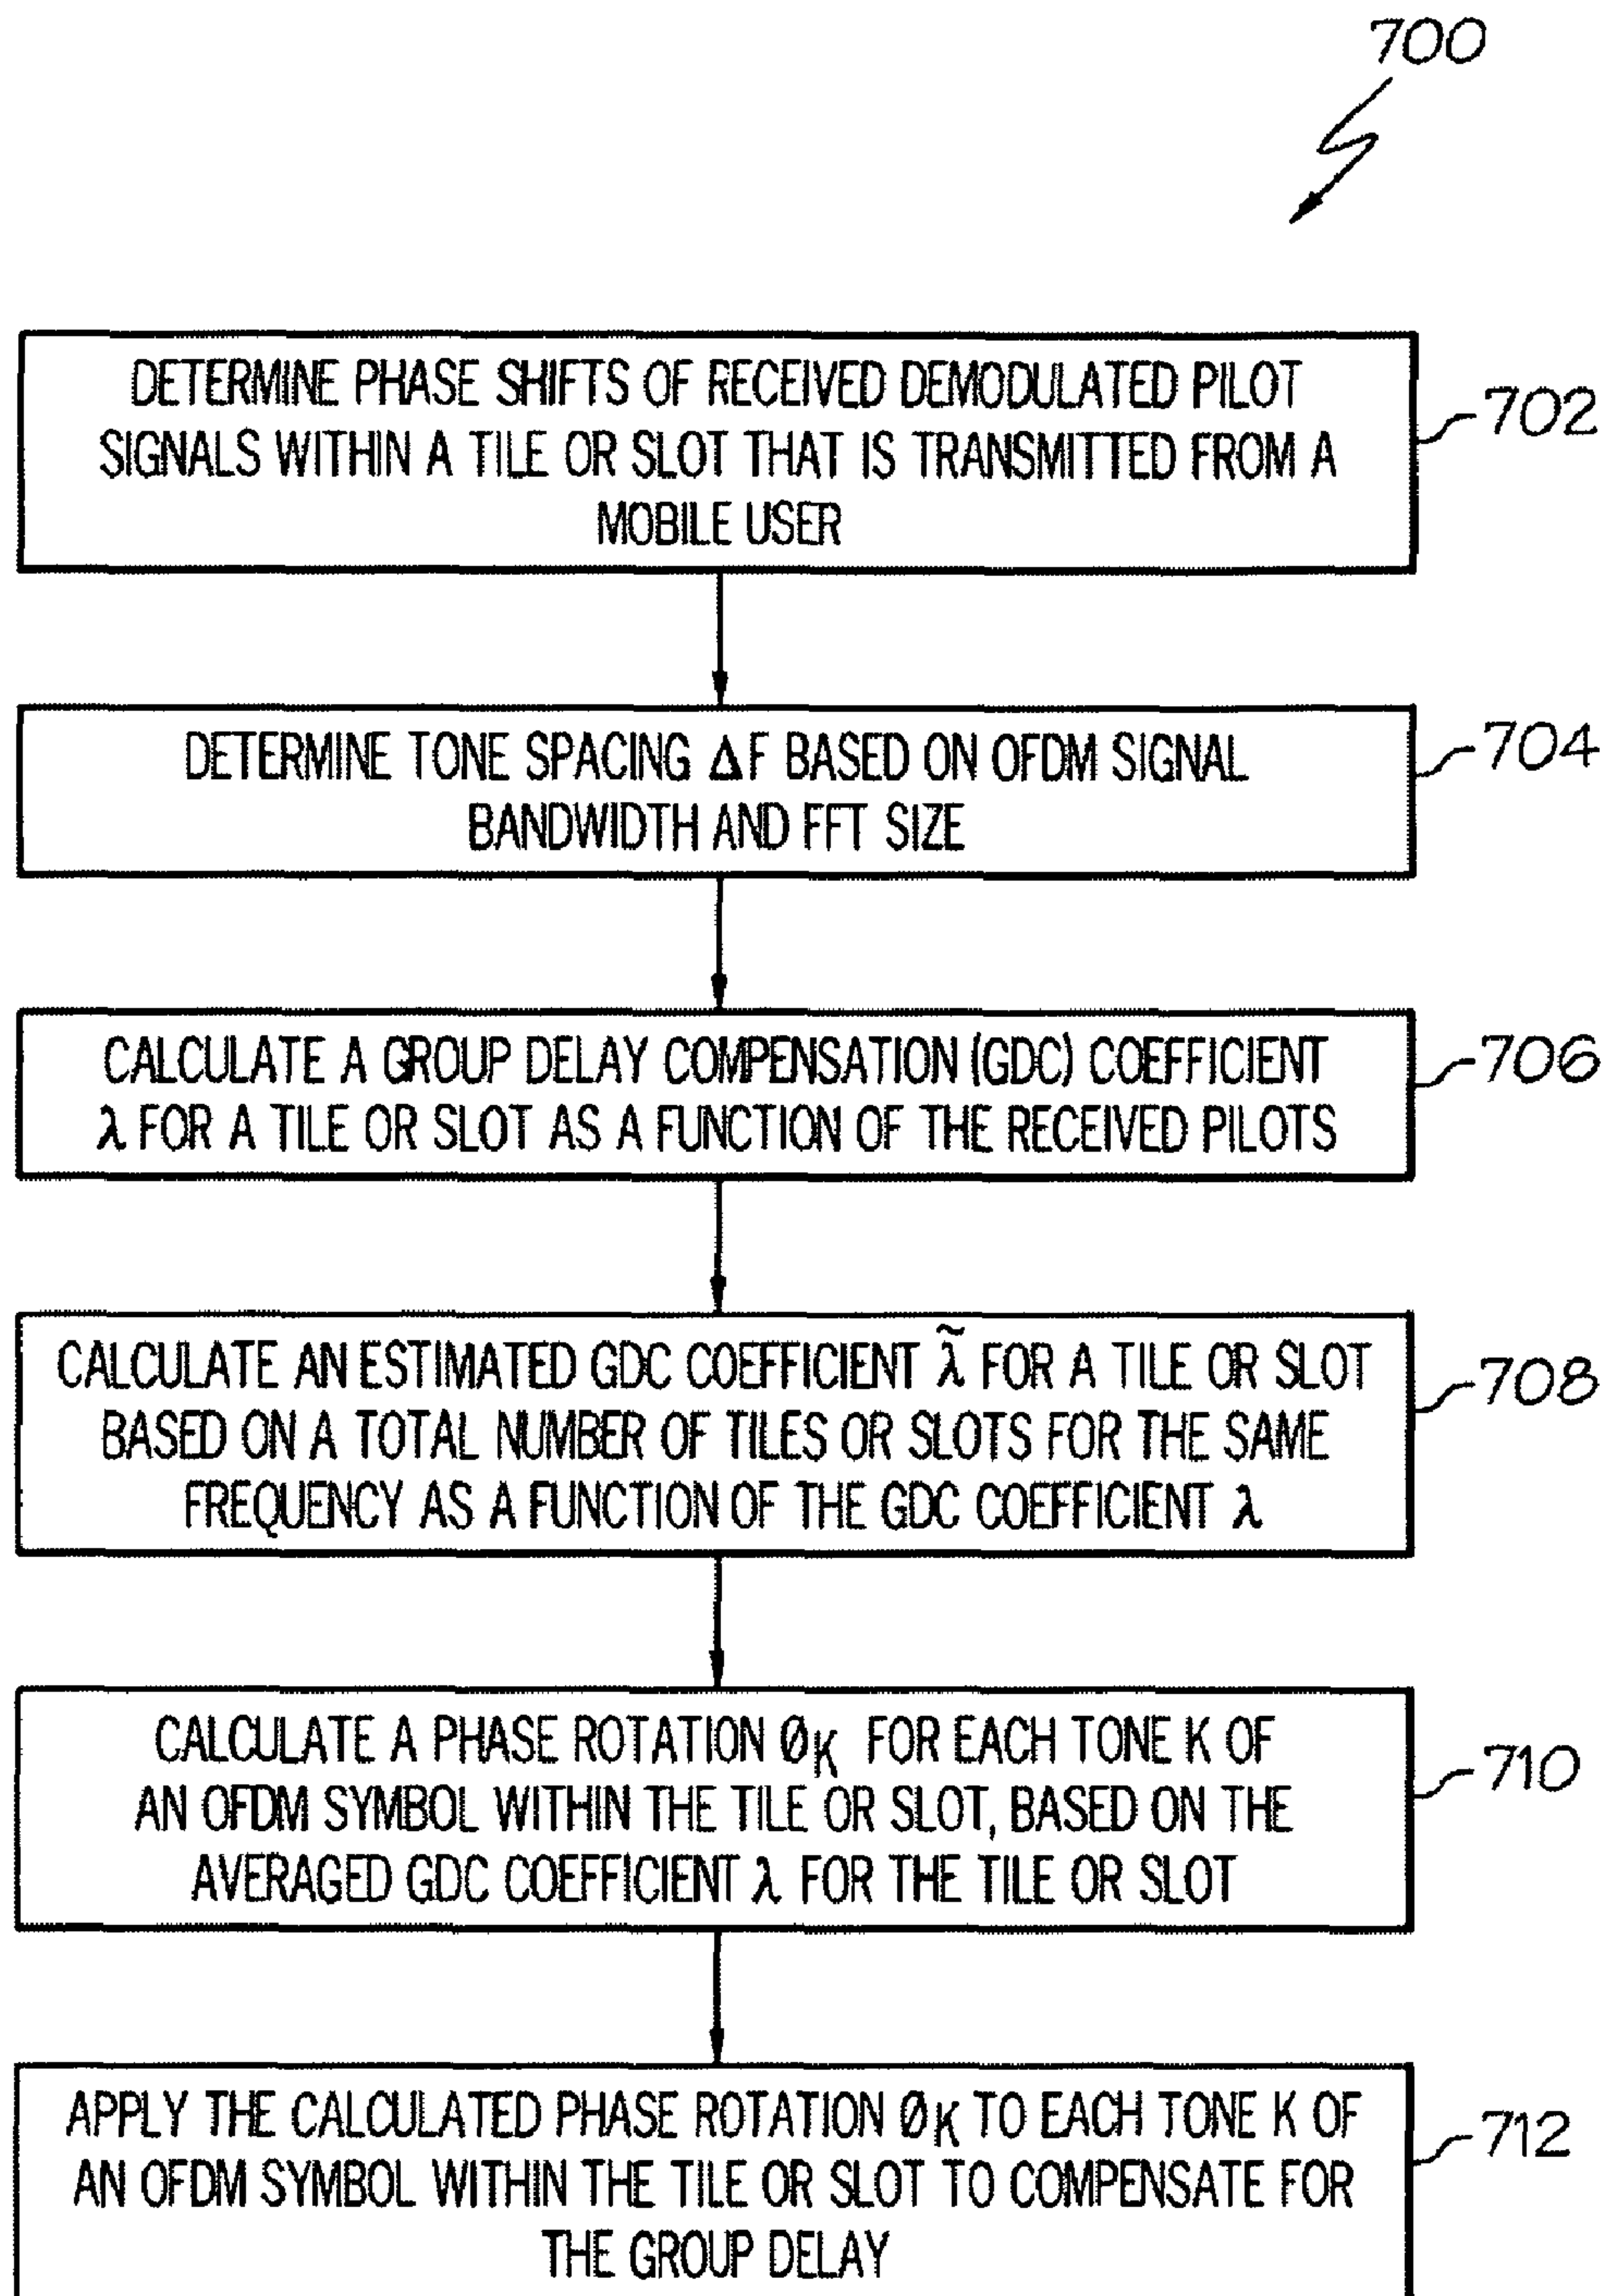 700
DETERMINE PHASE SHIFTS OF RECEIVED DEMODULATED PILOT
SIGNALS WITHIN A TILE OR SLOT THAT IS TRANSMITTED FROM A
MOBILE USER
702
DETERMINE TONE SPACING ΔF BASED ON OFDM SIGNAL
BANDWIDTH AND FFT SIZE
704
CALCULATE A GROUP DELAY COMPENSATION (GDC) COEFFICIENT
λ FOR A TILE OR SLOT AS A FUNCTION OF THE RECEIVED PILOTS
706
CALCULATE AN ESTIMATED GDC COEFFICIENT λ̃ FOR A TILE OR SLOT
BASED ON A TOTAL NUMBER OF TILES OR SLOTS FOR THE SAME
FREQUENCY AS A FUNCTION OF THE GDC COEFFICIENT λ
708
CALCULATE A PHASE ROTATION ØK FOR EACH TONE K OF
AN OFDM SYMBOL WITHIN THE TILE OR SLOT, BASED ON THE
AVERAGED GDC COEFFICIENT λ FOR THE TILE OR SLOT
710
APPLY THE CALCULATED PHASE ROTATION ØK TO EACH TONE K OF
AN OFDM SYMBOL WITHIN THE TILE OR SLOT TO COMPENSATE FOR
THE GROUP DELAY
712